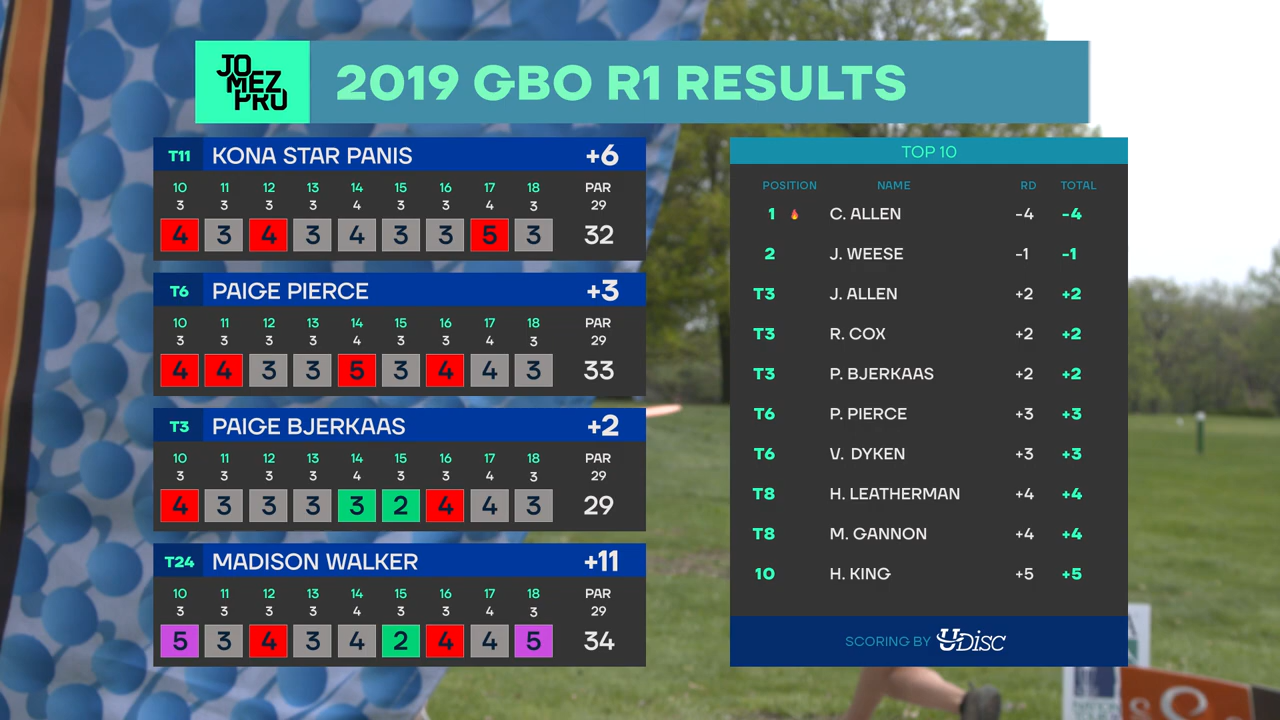 JO
MEZ
PRO
2019 GBO R1 RESULTS
T11 KONA STAR PANIS +6
10 11 12 13 14 15 16 17 18 PAR
3 3 3 3 4 3 3 4 3 29
4 3 4 3 4 3 3 5 3 32
T6 PAIGE PIERCE +3
10 11 12 13 14 15 16 17 18 PAR
3 3 3 3 4 3 3 4 3 29
4 4 3 3 5 3 4 4 3 33
T3 PAIGE BJERKAAS +2
10 11 12 13 14 15 16 17 18 PAR
3 3 3 3 4 3 3 4 3 29
4 3 3 3 3 2 4 4 3 29
T24 MADISON WALKER +11
10 11 12 13 14 15 16 17 18 PAR
3 3 3 3 4 3 3 4 3 29
5 3 4 3 4 2 4 4 5 34
TOP 10
POSITION NAME RD TOTAL
1 C. ALLEN -4 -4
2 J. WEESE -1 -1
T3 J. ALLEN +2 +2
T3 R. COX +2 +2
T3 P. BJERKAAS +2 +2
T6 P. PIERCE +3 +3
T6 V. DYKEN +3 +3
T8 H. LEATHERMAN +4 +4
T8 M. GANNON +4 +4
10 H. KING +5 +5
SCORING BY UDisc